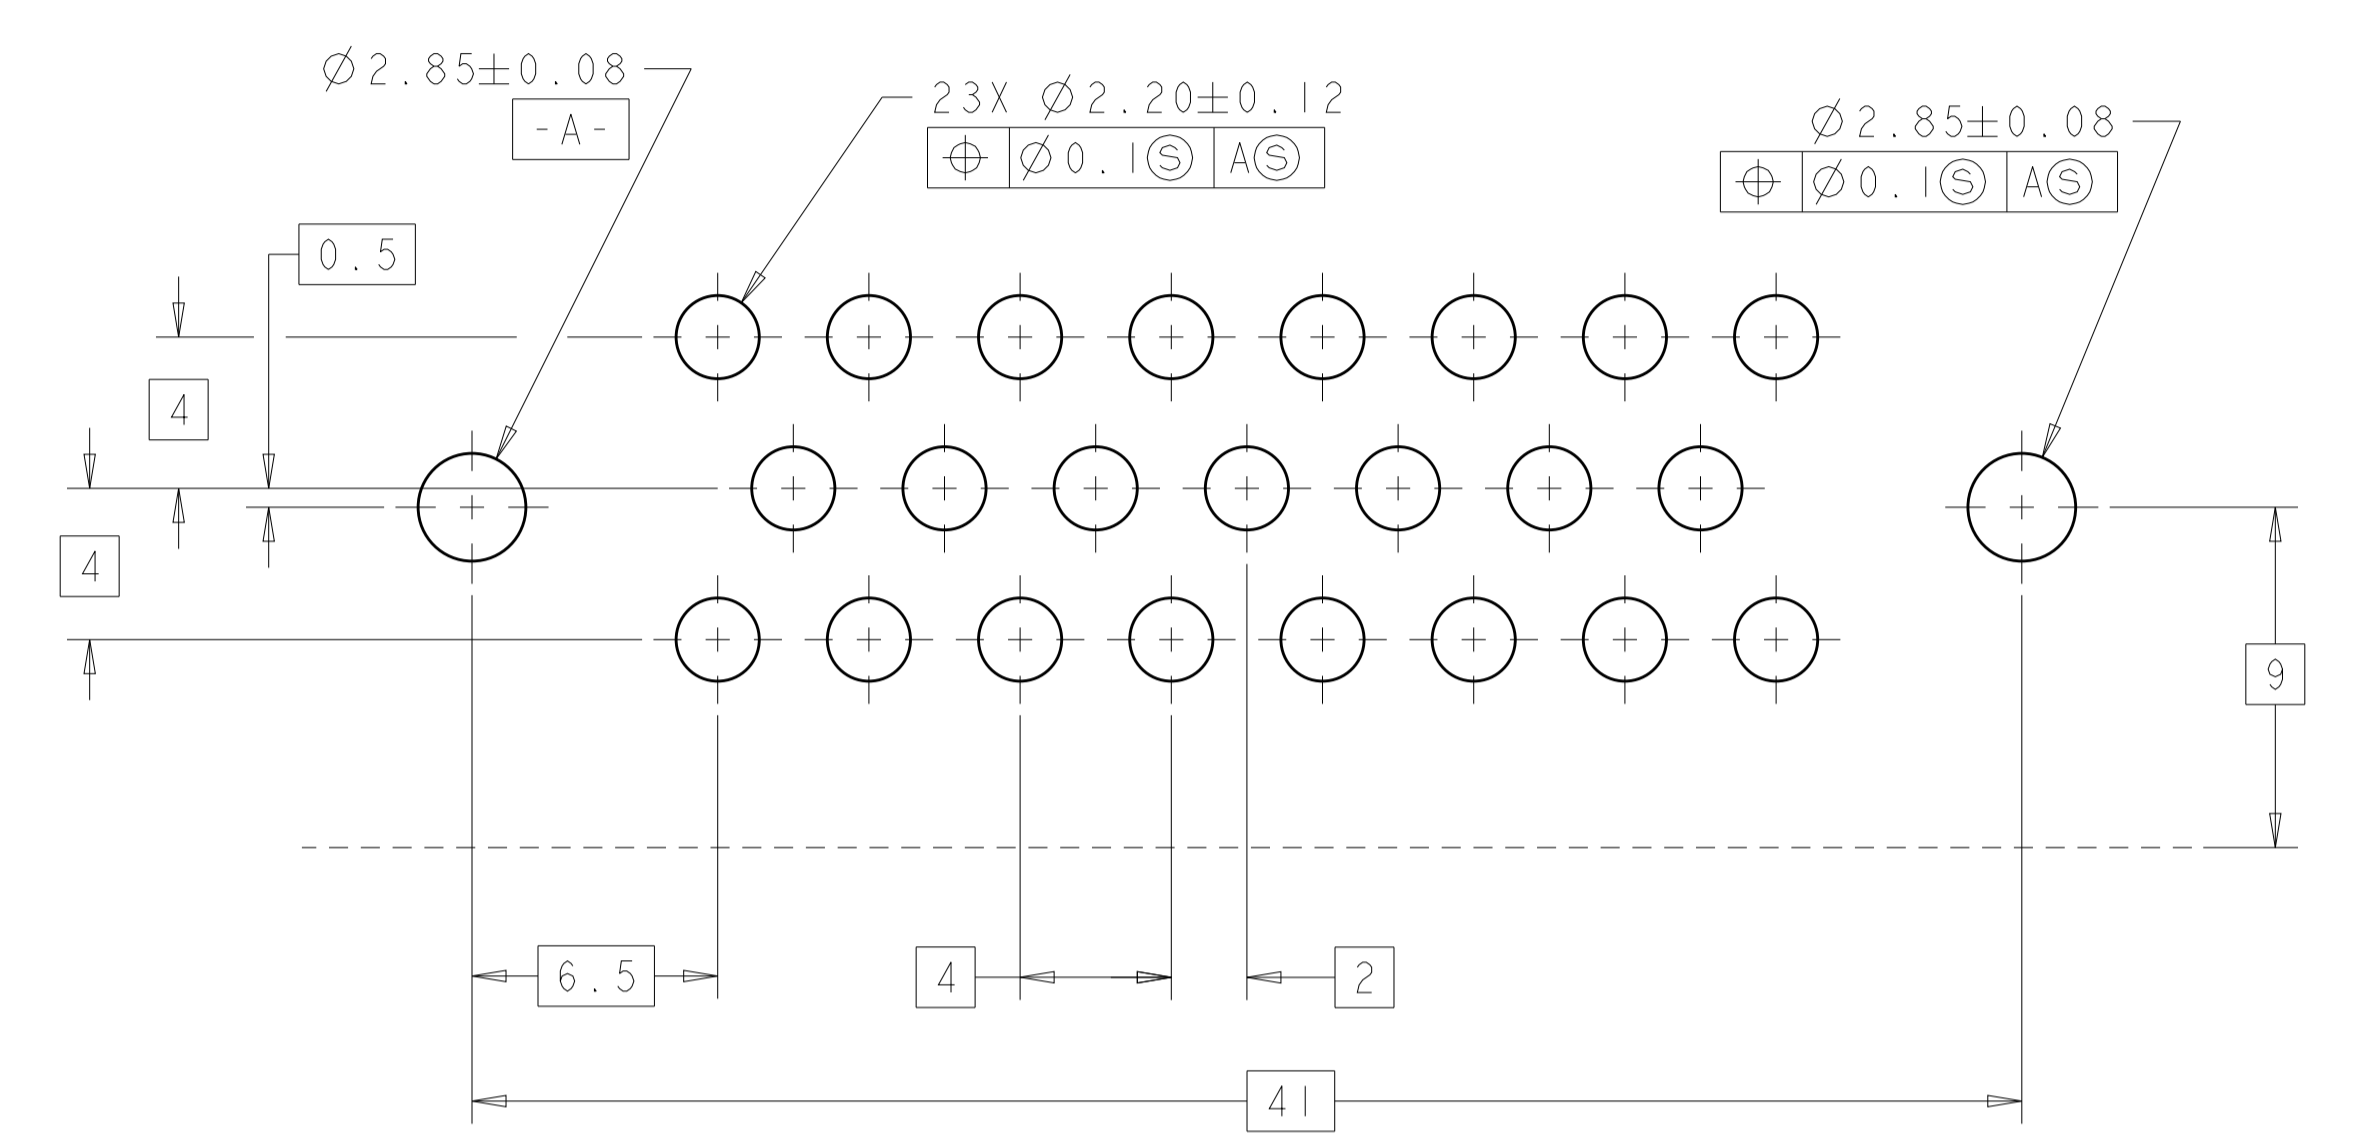 Ø2.85±0.08
-A-
23X Ø2.20±0.12
⌖ Ø0.1Ⓢ AⓈ
Ø2.85±0.08
⌖ Ø0.1Ⓢ AⓈ
0.5
4
4
9
6.5
4
2
41